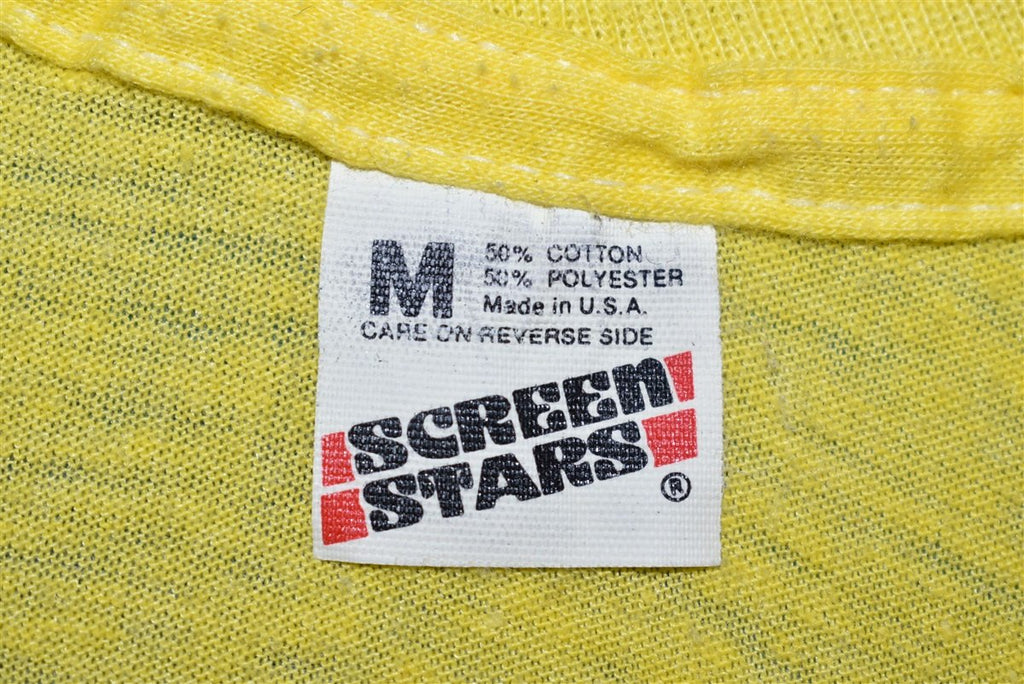 M
50% COTTON
50% POLYESTER
Made in U.S.A.
CARE ON REVERSE SIDE
SCREEN
STARS
®